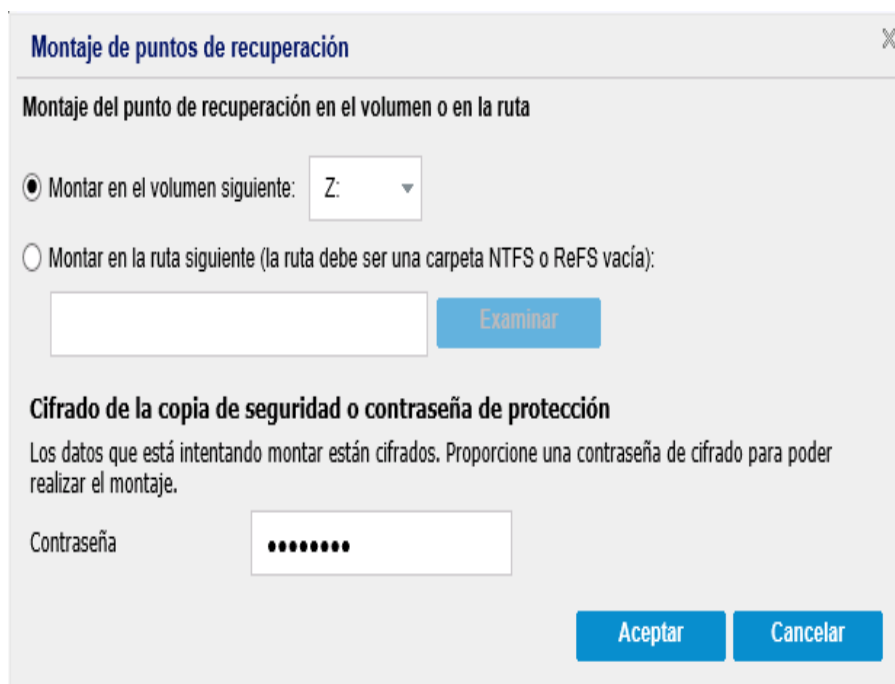 Montaje de puntos de recuperación
Montaje del punto de recuperación en el volumen o en la ruta
Montar en el volumen siguiente: Z:
Montar en la ruta siguiente (la ruta debe ser una carpeta NTFS o ReFS vacía):
Examinar
Cifrado de la copia de seguridad o contraseña de protección
Los datos que está intentando montar están cifrados. Proporcione una contraseña de cifrado para poder
realizar el montaje.
Contraseña ••••••••
Aceptar Cancelar